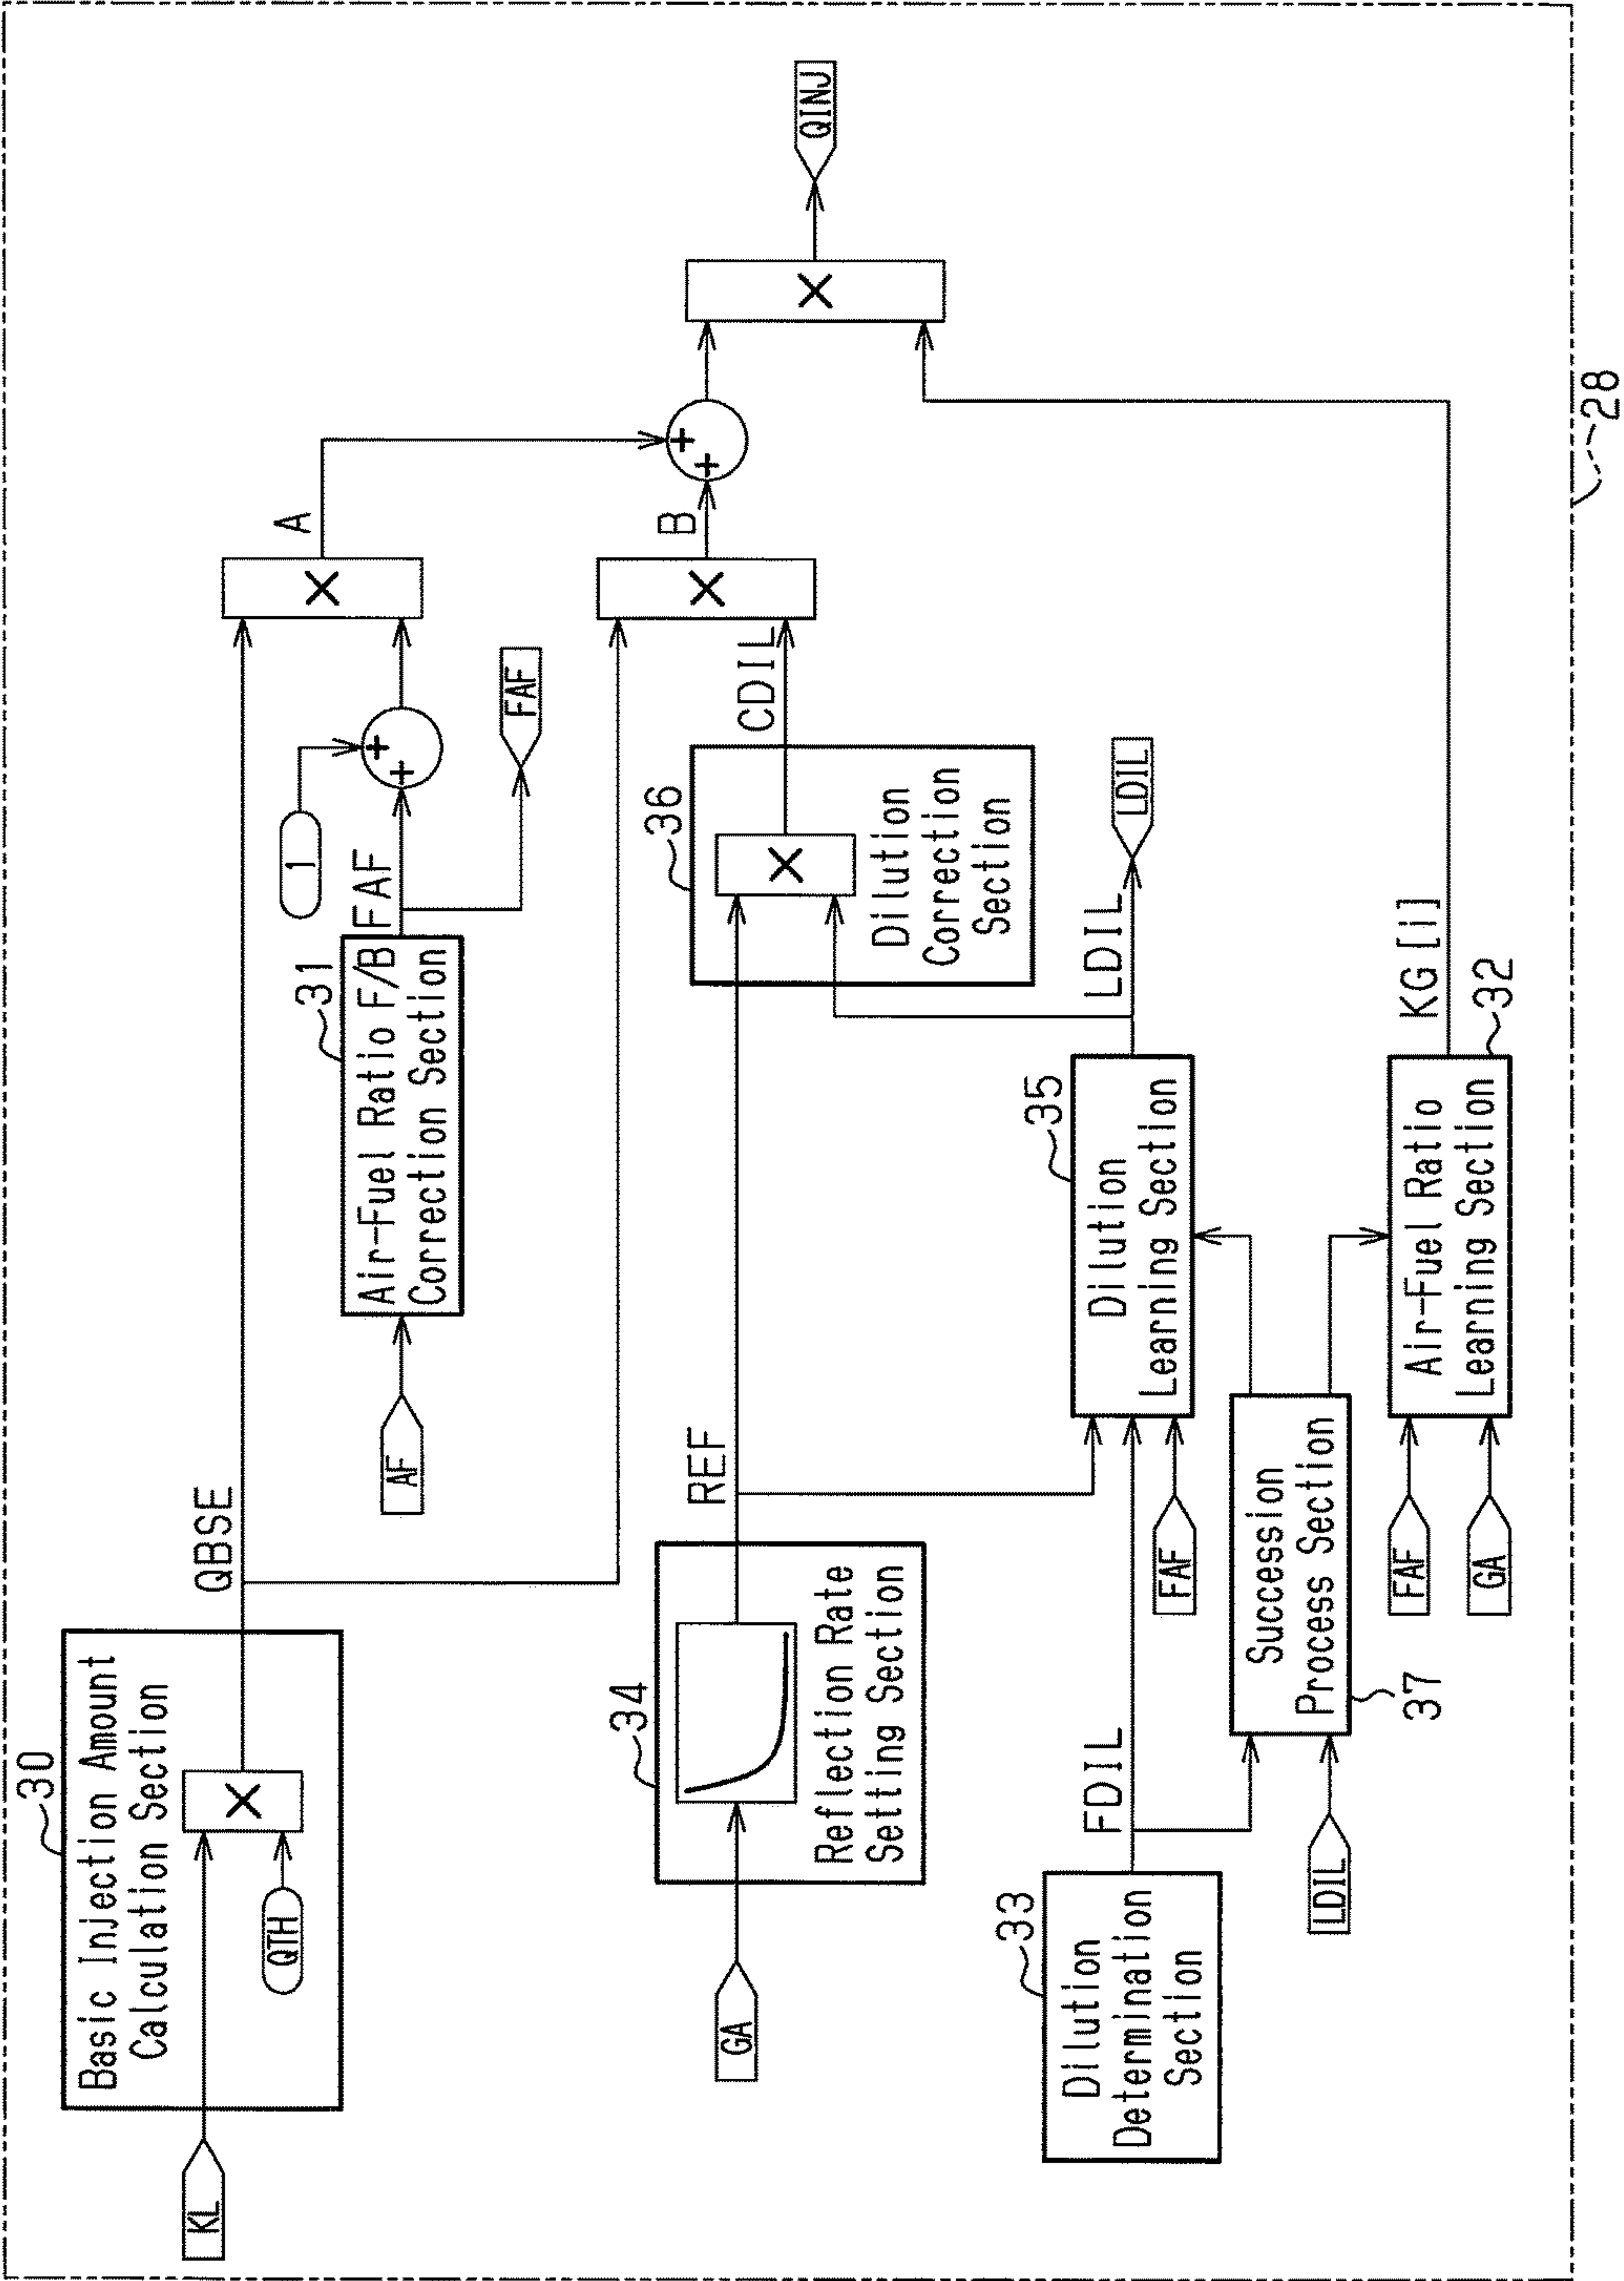 30
Basic Injection Amount
Calculation Section
KL
QTH
×
QBSE
31
Air-Fuel Ratio F/B
Correction Section
AF
FAF
1
+
+
FAF
×
A
34
Reflection Rate
Setting Section
GA
REF
36
×
Dilution
Correction
Section
CDIL
×
B
+
+
×
QINJ
33
Dilution
Determination
Section
FDIL
35
Dilution
Learning Section
FAF
LDIL
LDIL
Succession
Process Section
37
LDIL
Air-Fuel Ratio
Learning Section
32
FAF
GA
KG[i]
28